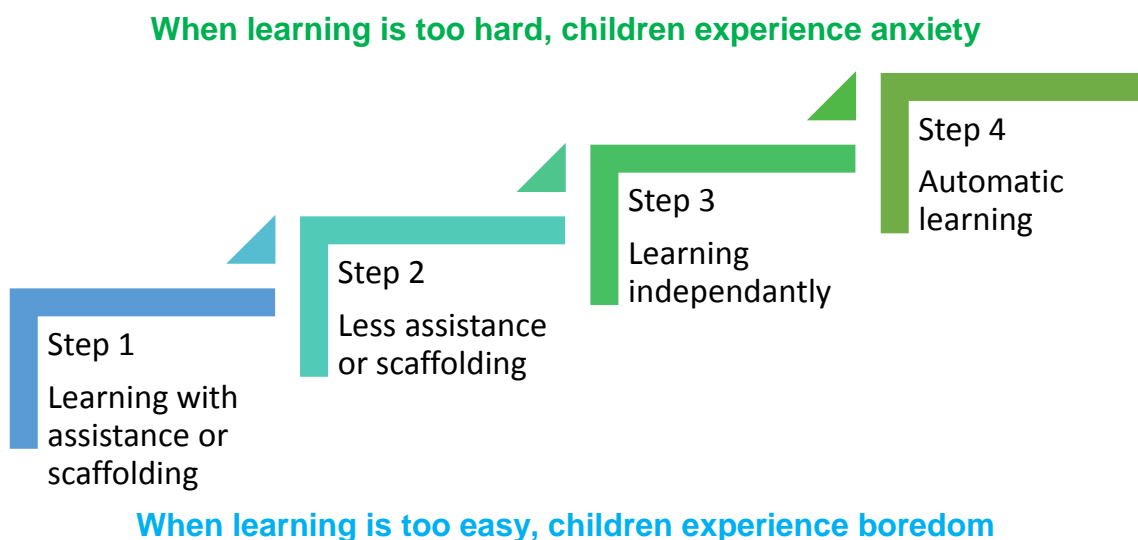 When learning is too hard, children experience anxiety
Step 1
Learning with
assistance or
scaffolding
Step 2
Less assistance
or scaffolding
Step 3
Learning
independantly
Step 4
Automatic
learning
When learning is too easy, children experience boredom